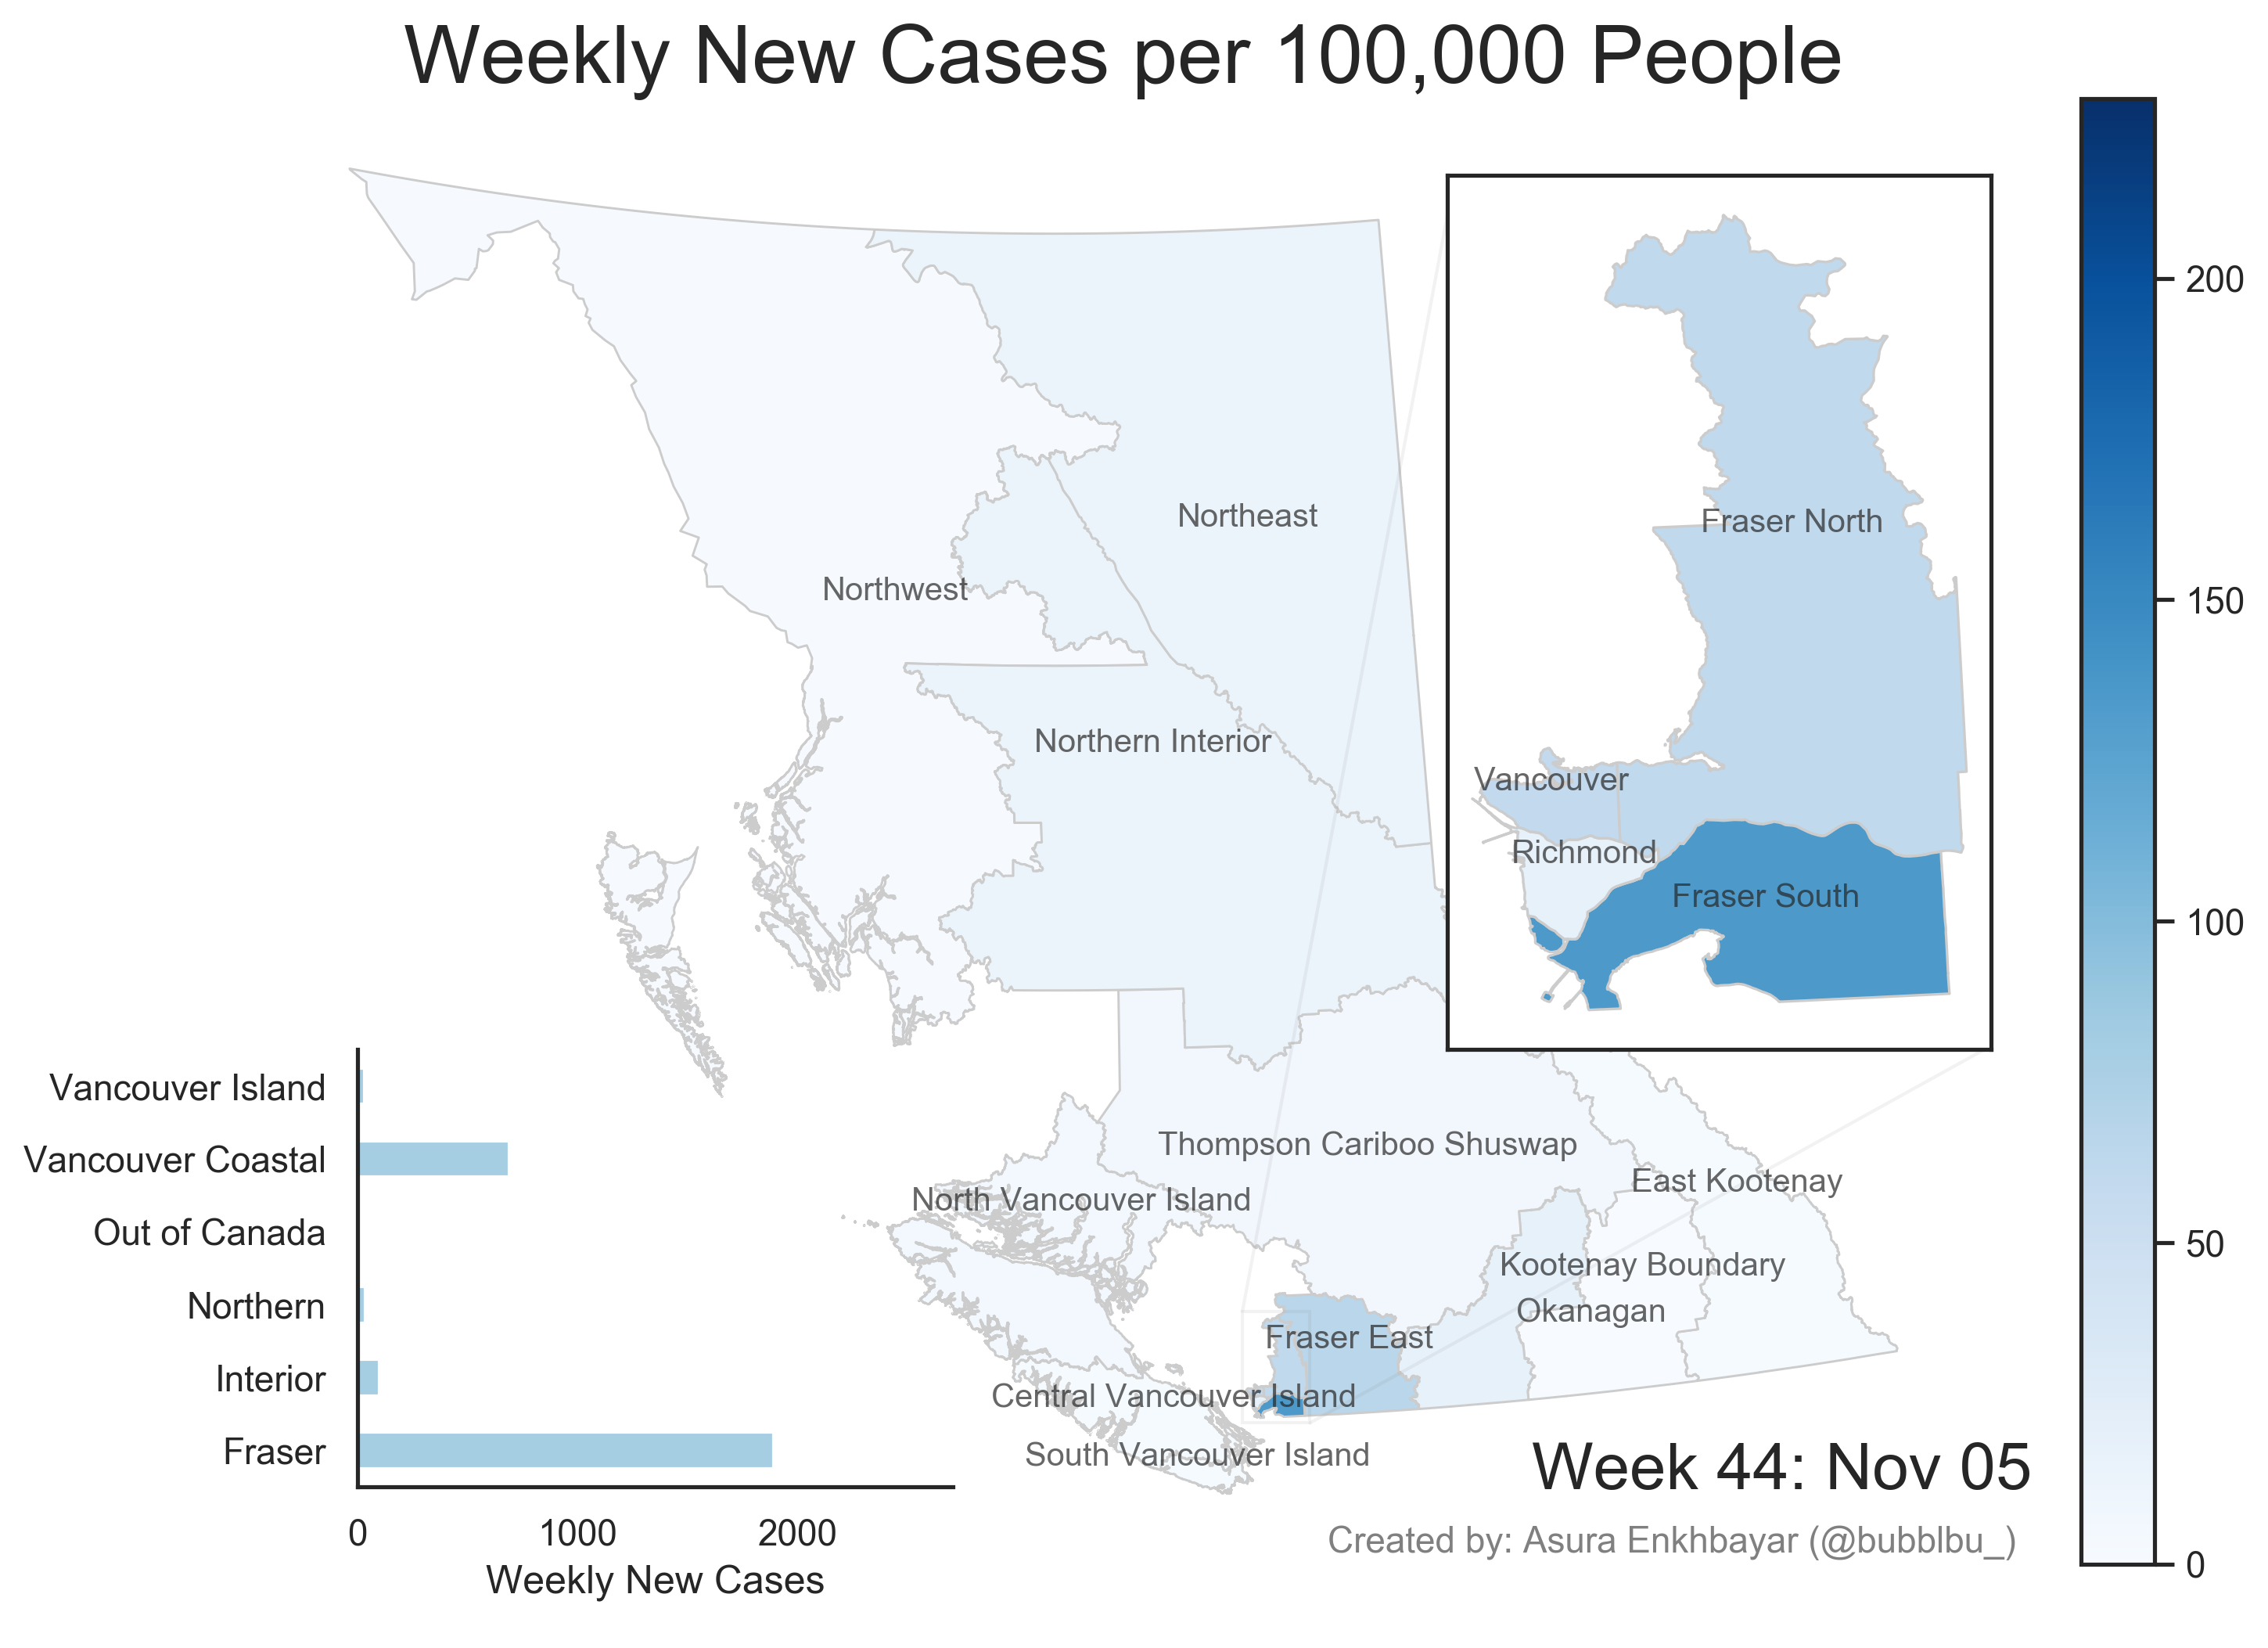 Weekly New Cases per 100,000 People
200
150
100
50
0
Northeast
Northwest
Northern Interior
Fraser North
Vancouver
Richmond
Fraser South
Thompson Cariboo Shuswap
East Kootenay
North Vancouver Island
Kootenay Boundary
Okanagan
Fraser East
Central Vancouver Island
South Vancouver Island
Vancouver Island
Vancouver Coastal
Out of Canada
Northern
Interior
Fraser
0 1000 2000
Weekly New Cases
Week 44: Nov 05
Created by: Asura Enkhbayar (@bubblbu_)